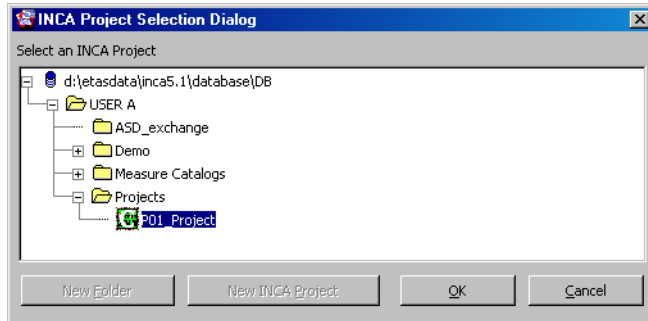 INCA Project Selection Dialog
Select an INCA Project
d:\etasdata\inca5.1\database\DB
USER A
ASD_exchange
Demo
Measure Catalogs
Projects
P01_Project
New Folder New INCA Project OK Cancel